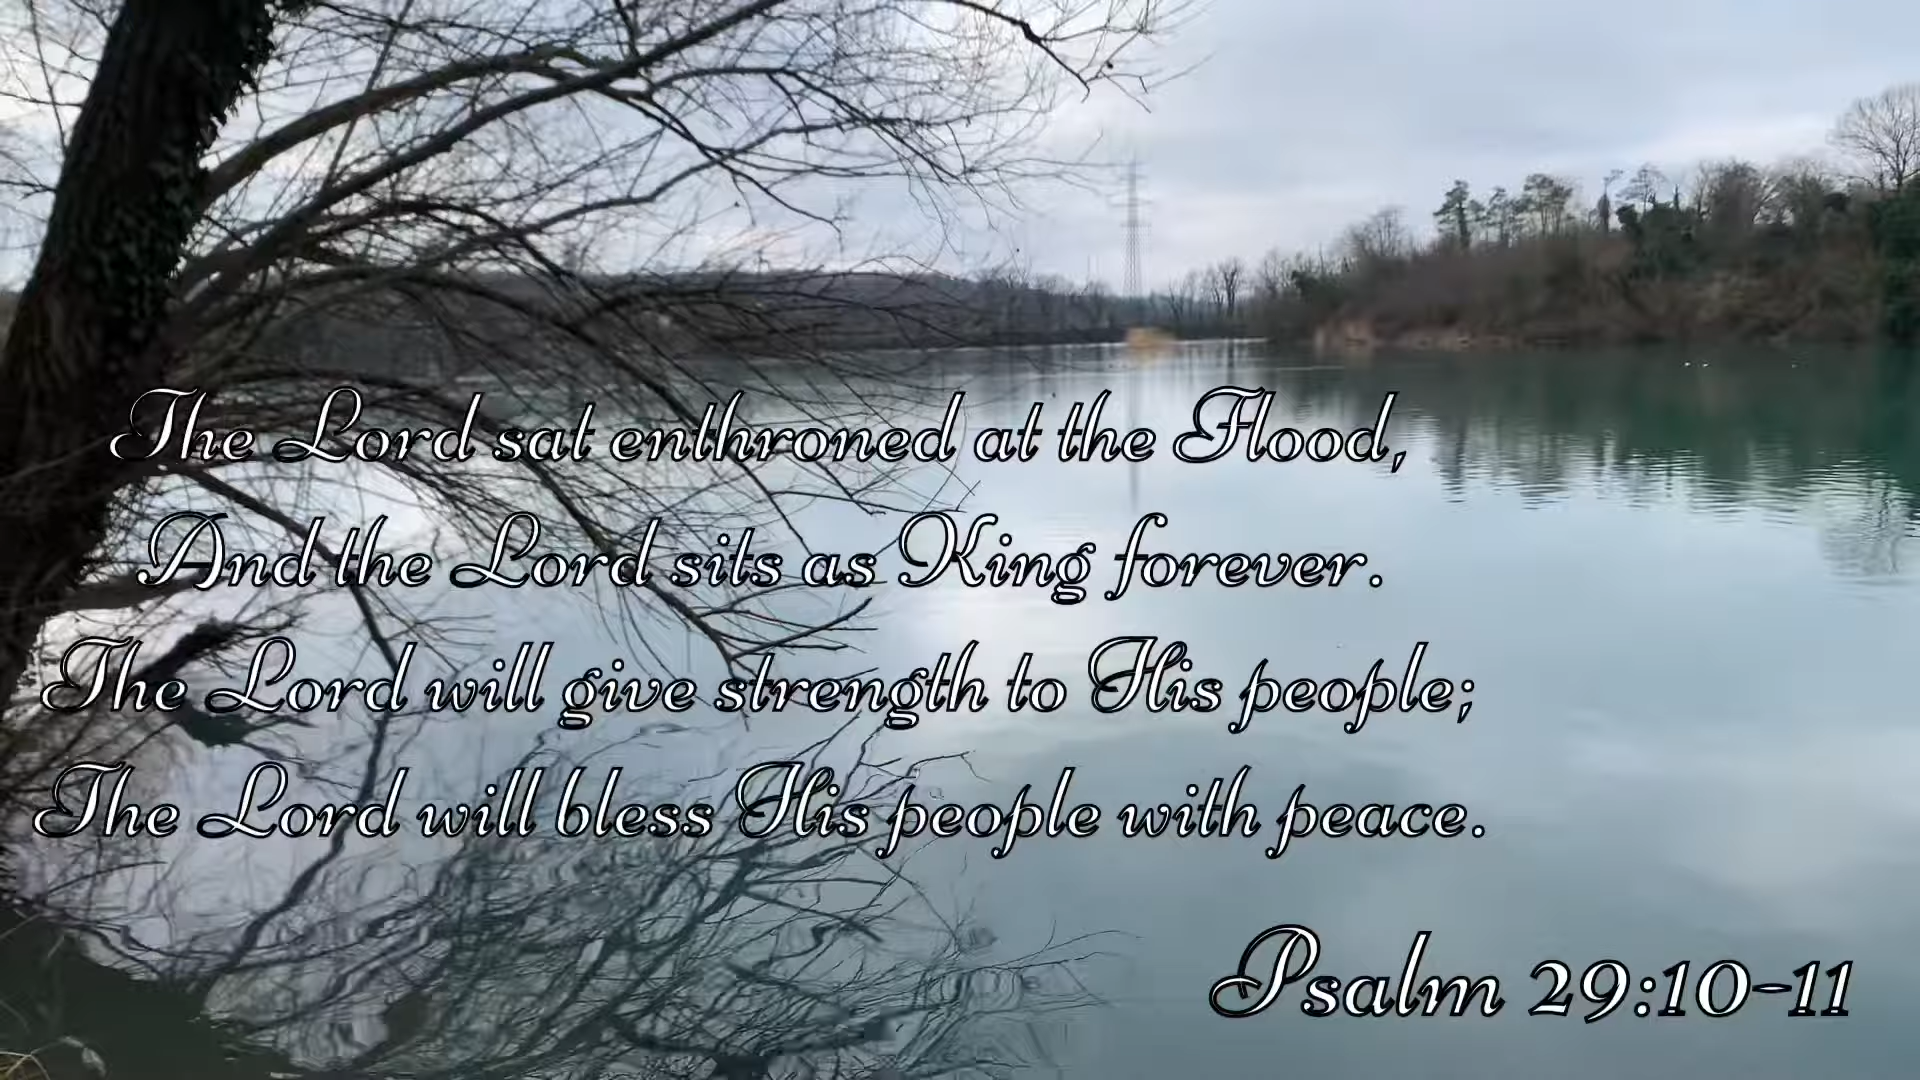 The Lord sat enthroned at the Flood,
And the Lord sits as King forever.
The Lord will give strength to His people;
The Lord will bless His people with peace.
Psalm 29:10-11